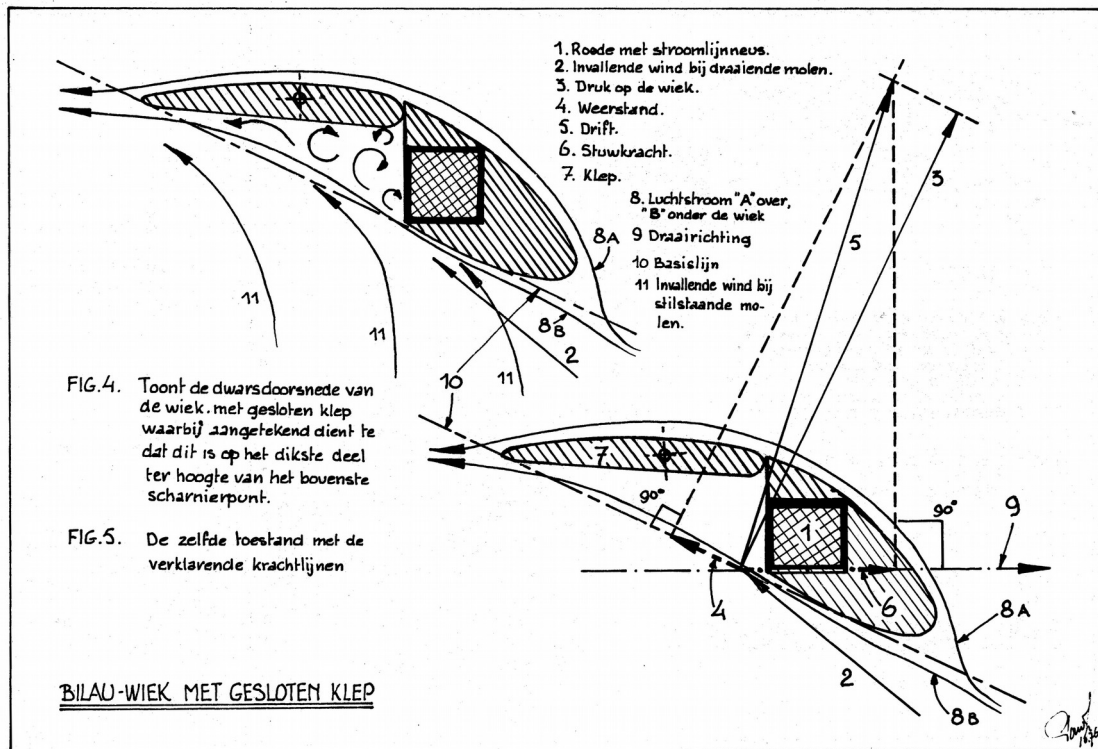 1. Roede met stroomlijnneus.
2. Invallende wind bij draaiende molen.
3. Druk op de wiek.
4. Weerstand.
5. Drift.
6. Stuwkracht.
7. Klep.
8. Luchtstroom "A" over,
"B" onder de wiek
9 Draairichting
10 Basislijn
11 Invallende wind bij
stilstaande mo-
len.
8A
11
11
8B
2
11
10
3
5
FIG.4. Toont de dwarsdoorsnede van
de wiek. met gesloten klep
waarbij aangetekend dient te
dat dit is op het dikste deel
ter hoogte van het bovenste
scharnierpunt.
FIG.5. De zelfde toestand met de
verklarende krachtlijnen
7
90°
1
90°
9
4
6
8A
2
8B
BILAU-WIEK MET GESLOTEN KLEP